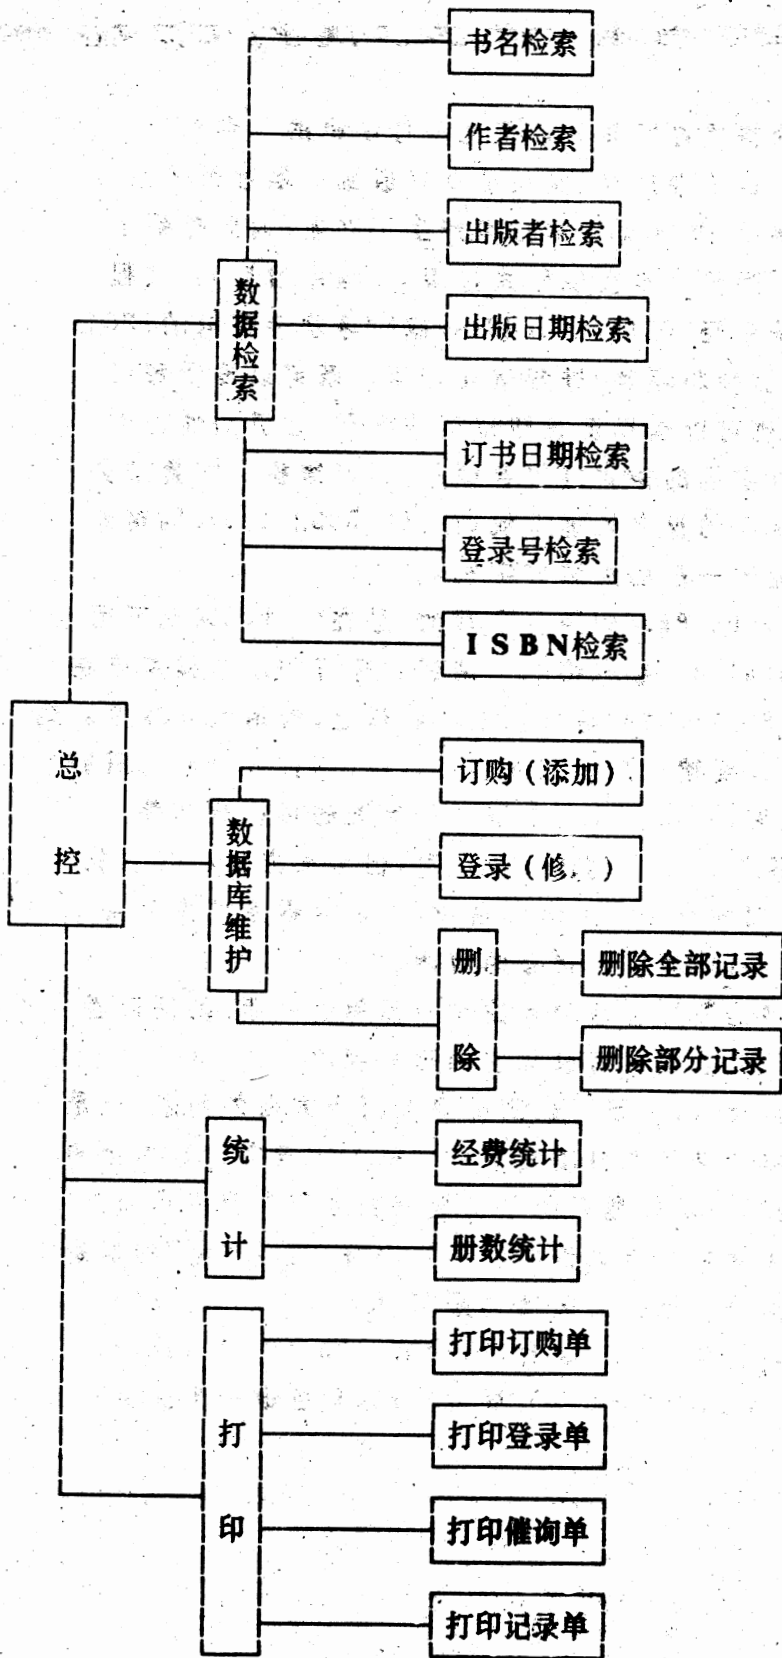 总控
数据检索
书名检索
作者检索
出版者检索
出版日期检索
订书日期检索
登录号检索
ISBN检索
数据库维护
订购（添加）
登录（修 ）
删除
删除全部记录
删除部分记录
统计
经费统计
册数统计
打印
打印订购单
打印登录单
打印催询单
打印记录单